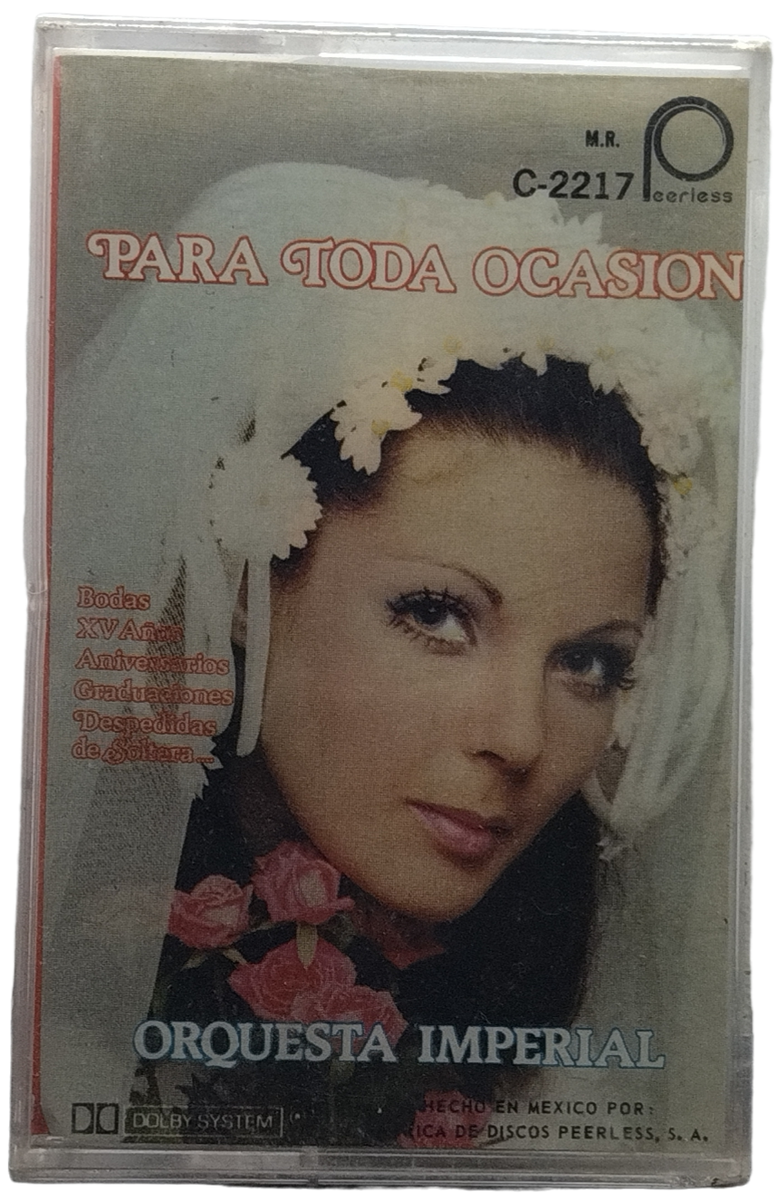 M.R.
C-2217 Peerless
PARA TODA OCASION
Bodas
XV Años
Aniversarios
Graduaciones
Despedidas
de Soltera...
ORQUESTA IMPERIAL
DOLBY SYSTEM
HECHO EN MEXICO POR:
DE DISCOS PEERLESS, S. A.